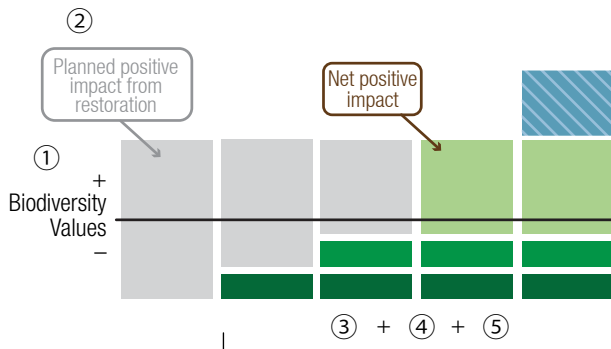 ②
Planned positive
impact from
restoration
Net positive
impact
①
+
Biodiversity
Values
–
③ + ④ + ⑤